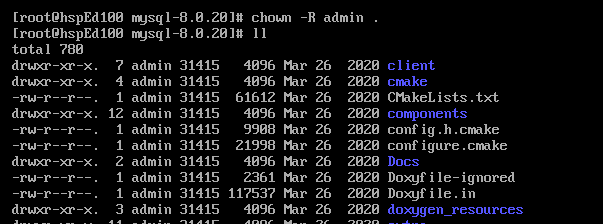 [root@hspEd100 mysql-8.0.20]# chown -R admin .
[root@hspEd100 mysql-8.0.20]# ll
total 780
drwxr-xr-x.  7 admin 31415   4096 Mar 26  2020 client
drwxr-xr-x.  4 admin 31415   4096 Mar 26  2020 cmake
-rw-r--r--.  1 admin 31415  61612 Mar 26  2020 CMakeLists.txt
drwxr-xr-x. 12 admin 31415   4096 Mar 26  2020 components
-rw-r--r--.  1 admin 31415   9908 Mar 26  2020 config.h.cmake
-rw-r--r--.  1 admin 31415  21998 Mar 26  2020 configure.cmake
drwxr-xr-x.  2 admin 31415   4096 Mar 26  2020 Docs
-rw-r--r--.  1 admin 31415   2361 Mar 26  2020 Doxyfile-ignored
-rw-r--r--.  1 admin 31415 117537 Mar 26  2020 Doxyfile.in
drwxr-xr-x.  3 admin 31415   4096 Mar 26  2020 doxygen_resources